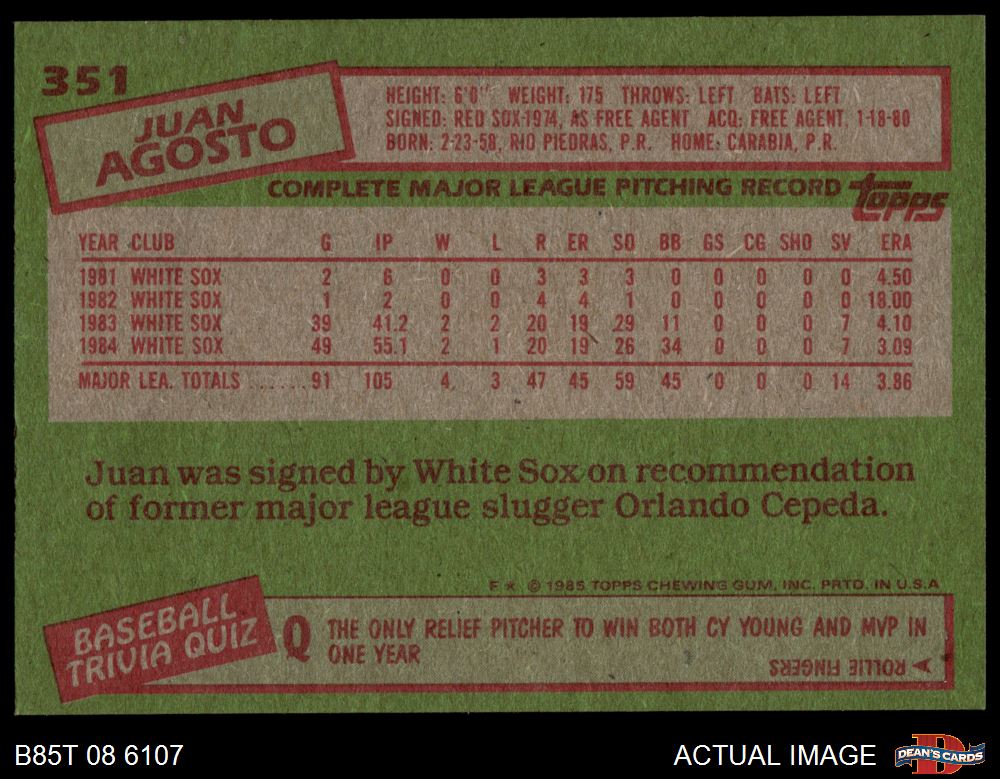 351
JUAN
AGOSTO
HEIGHT: 6'0" WEIGHT: 175 THROWS: LEFT BATS: LEFT
SIGNED: RED SOX-1974, AS FREE AGENT ACQ: FREE AGENT, 1-18-80
BORN: 2-23-58, RIO PIEDRAS, P.R. HOME: CARABIA, P.R.
COMPLETE MAJOR LEAGUE PITCHING RECORD topps
YEAR CLUB G IP W L R ER SO BB GS CG SHO SV ERA
1981 WHITE SOX 2 6 0 0 3 3 3 0 0 0 0 0 4.50
1982 WHITE SOX 1 2 0 0 4 4 1 0 0 0 0 0 18.00
1983 WHITE SOX 39 41.2 2 2 20 19 29 11 0 0 0 7 4.10
1984 WHITE SOX 49 55.1 2 1 20 19 26 34 0 0 0 7 3.09
MAJOR LEA. TOTALS ...... 91 105 4 3 47 45 59 45 0 0 0 14 3.86
Juan was signed by White Sox on recommendation
of former major league slugger Orlando Cepeda.
F * © 1985 TOPPS CHEWING GUM, INC. PRTD. IN U.S.A
BASEBALL
TRIVIA QUIZ
Q THE ONLY RELIEF PITCHER TO WIN BOTH CY YOUNG AND MVP IN
ONE YEAR
A ROLLIE FINGERS
B85T 08 6107
ACTUAL IMAGE
DEAN'S CARDS